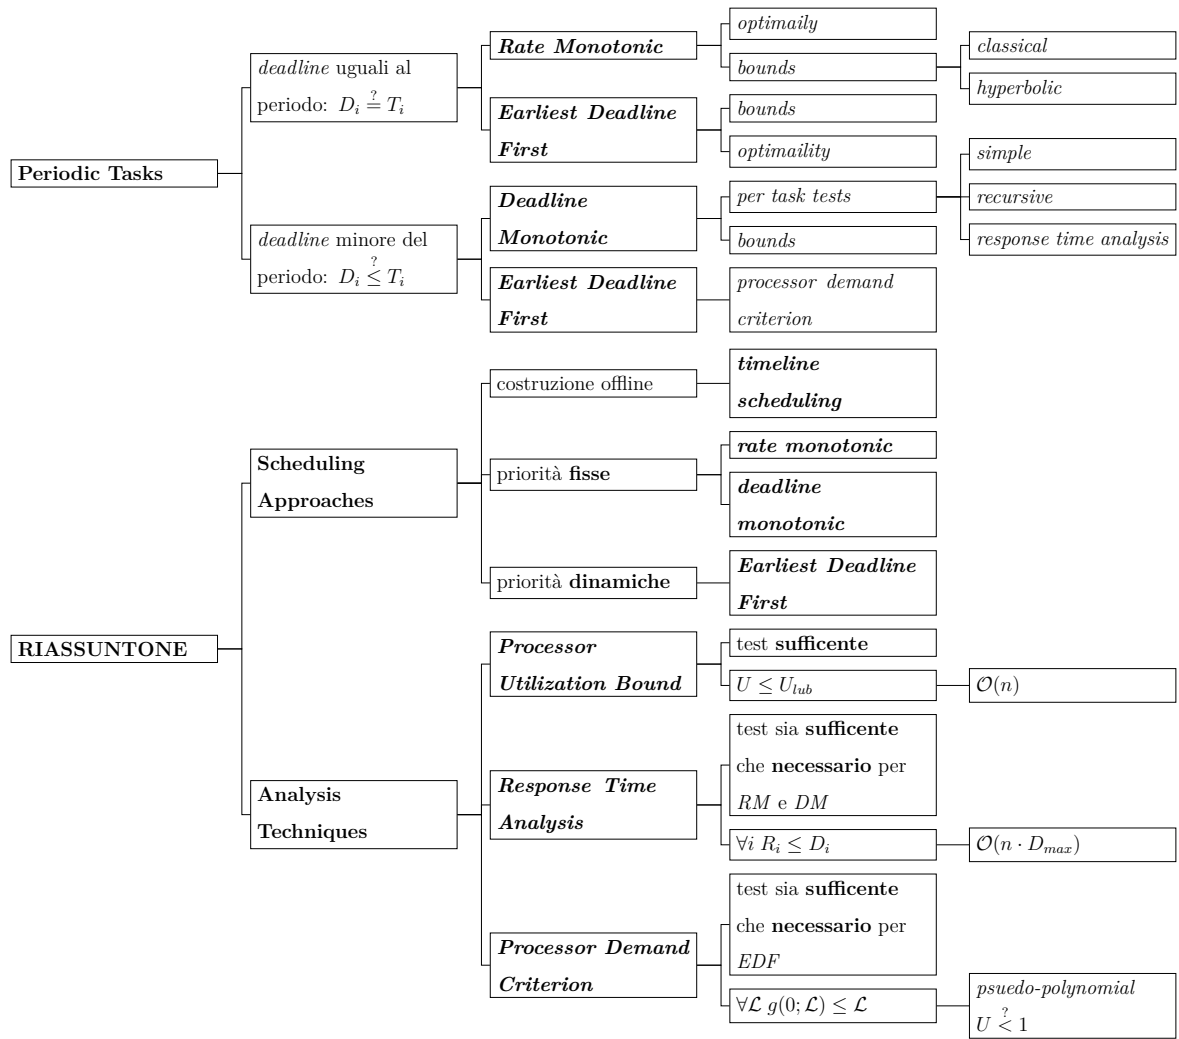 Periodic Tasks
deadline uguali al
periodo: D_i ?= T_i
Rate Monotonic
optimaily
bounds
classical
hyperbolic
Earliest Deadline
First
bounds
optimaility
deadline minore del
periodo: D_i ?≤ T_i
Deadline
Monotonic
per task tests
simple
recursive
response time analysis
bounds
Earliest Deadline
First
processor demand
criterion
RIASSUNTONE
Scheduling
Approaches
costruzione offline
timeline
scheduling
priorità fisse
rate monotonic
deadline
monotonic
priorità dinamiche
Earliest Deadline
First
Analysis
Techniques
Processor
Utilization Bound
test sufficente
U ≤ U_lub
O(n)
Response Time
Analysis
test sia sufficente
che necessario per
RM e DM
∀i R_i ≤ D_i
O(n · D_max)
Processor Demand
Criterion
test sia sufficente
che necessario per
EDF
∀L g(0; L) ≤ L
psuedo-polynomial
U ?< 1